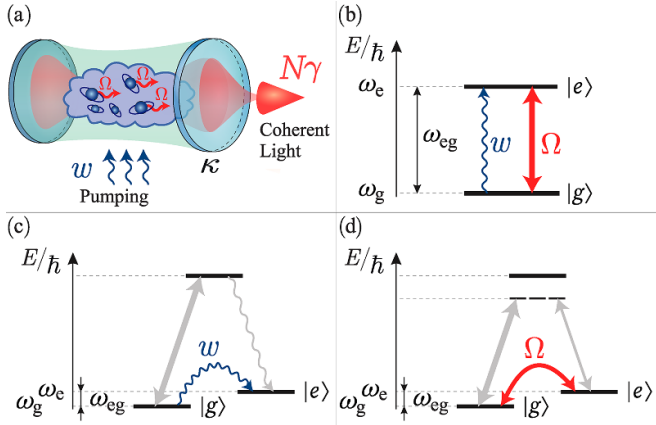 (a)
Ω
Ω
Ω
Nγ
Coherent
Light
w
κ
Pumping
(b)
E/ħ
ωe
|e⟩
ωeg
w
Ω
ωg
|g⟩
(c)
E/ħ
w
ωe
|e⟩
ωg
ωeg
|g⟩
(d)
E/ħ
Ω
ωe
|e⟩
ωg
ωeg
|g⟩